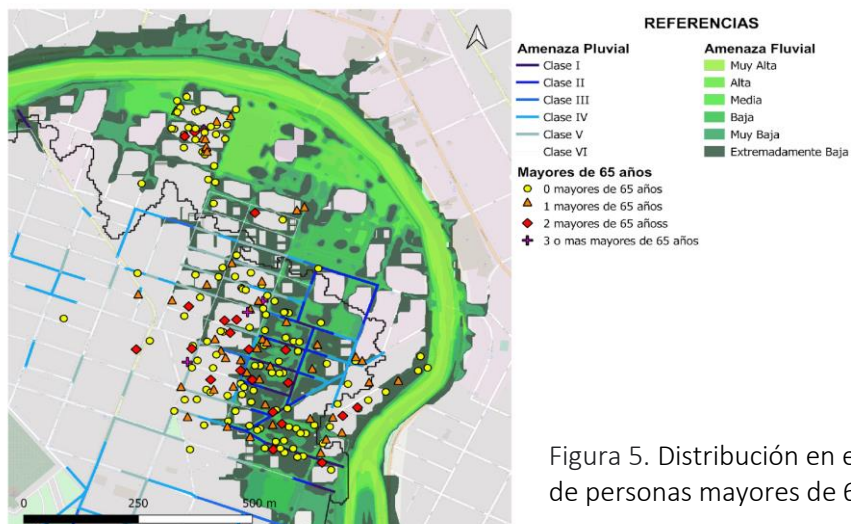 REFERENCIAS
Amenaza Pluvial
Clase I
Clase II
Clase III
Clase IV
Clase V
Clase VI
Mayores de 65 años
0 mayores de 65 años
1 mayores de 65 años
2 mayores de 65 añoss
3 o mas mayores de 65 años
Amenaza Fluvial
Muy Alta
Alta
Media
Baja
Muy Baja
Extremadamente Baja
0 250 500 m
Figura 5. Distribución en e
de personas mayores de 6